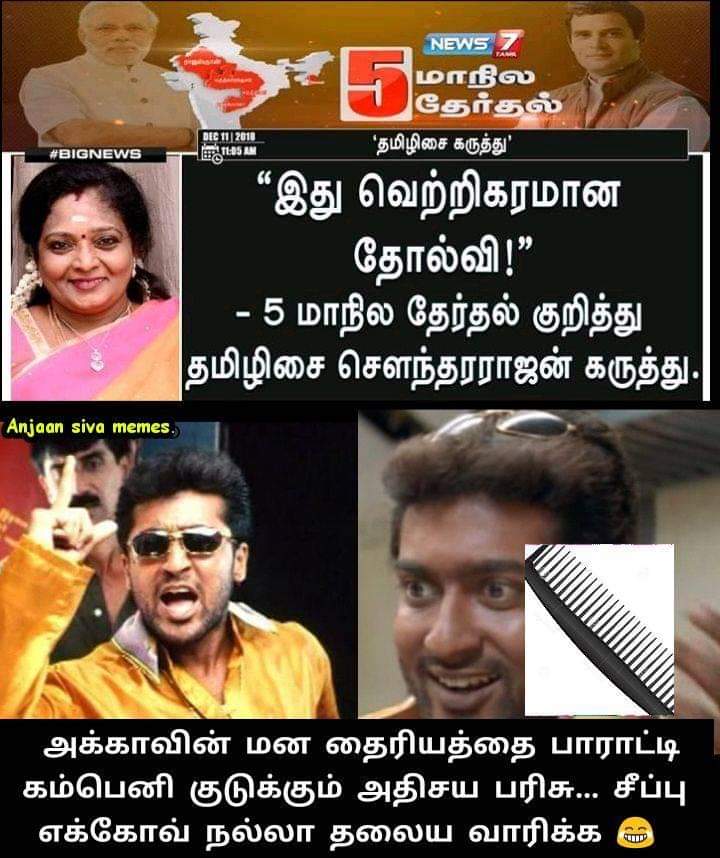 NEWS 7
TAMIL
5 மாநில
தேர்தல்
#BIGNEWS
DEC 11 | 2018
11:05 AM
'தமிழிசை கருத்து'
“இது வெற்றிகரமான
தோல்வி!”
- 5 மாநில தேர்தல் குறித்து
தமிழிசை சௌந்தரராஜன் கருத்து.
Anjaan siva memes.
அக்காவின் மன தைரியத்தை பாராட்டி
கம்பெனி குடுக்கும் அதிசய பரிசு... சீப்பு
எக்கோவ் நல்லா தலைய வாரிக்க 😂